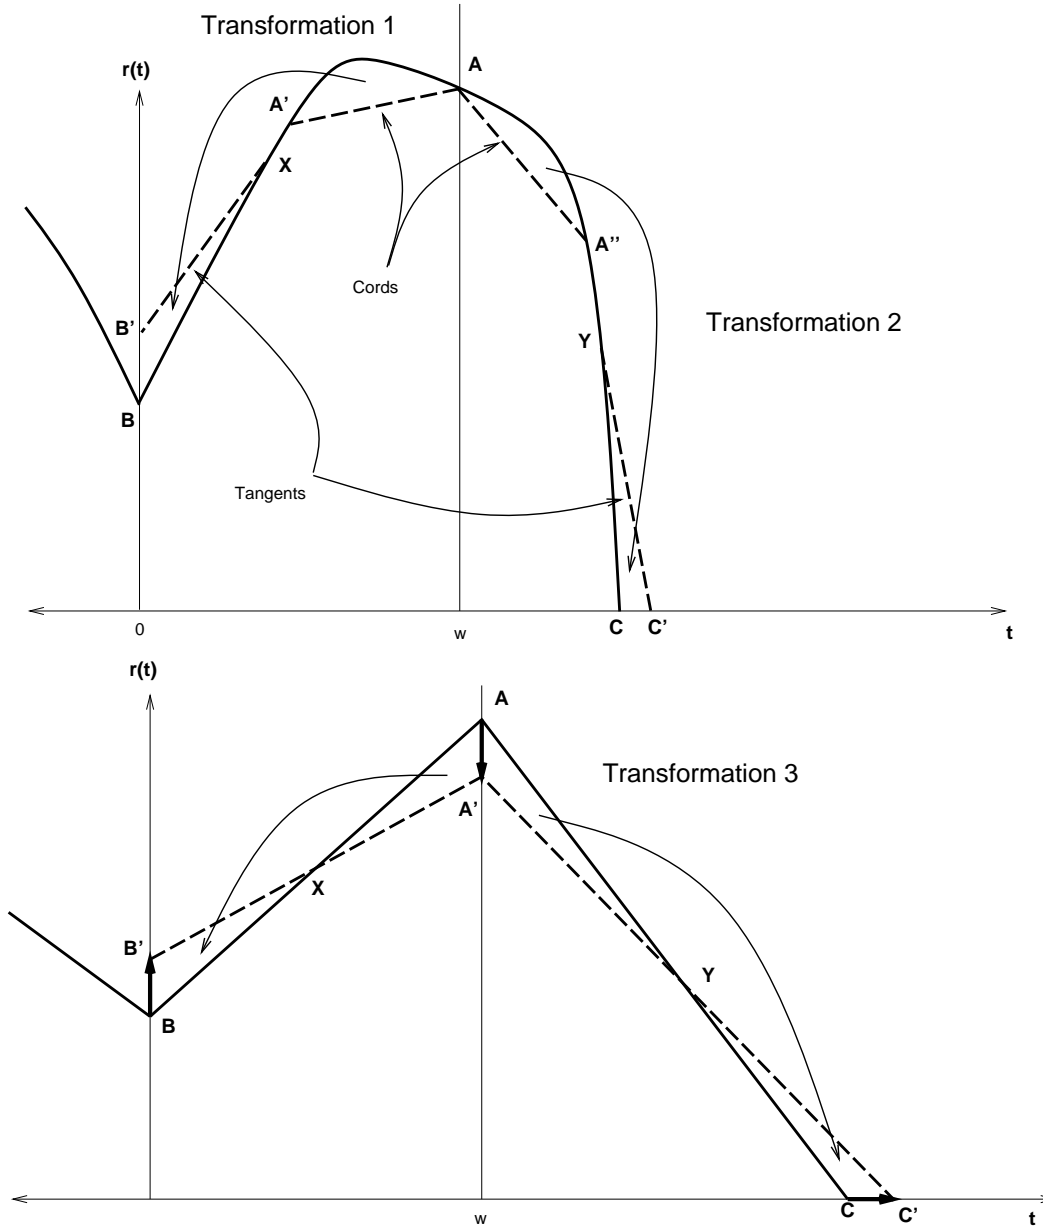 Transformation 1
r(t)
A
A'
X
A''
Cords
B'
Transformation 2
Y
B
Tangents
0
w
C
C'
t
r(t)
A
Transformation 3
A'
X
B'
Y
B
w
C
C'
t